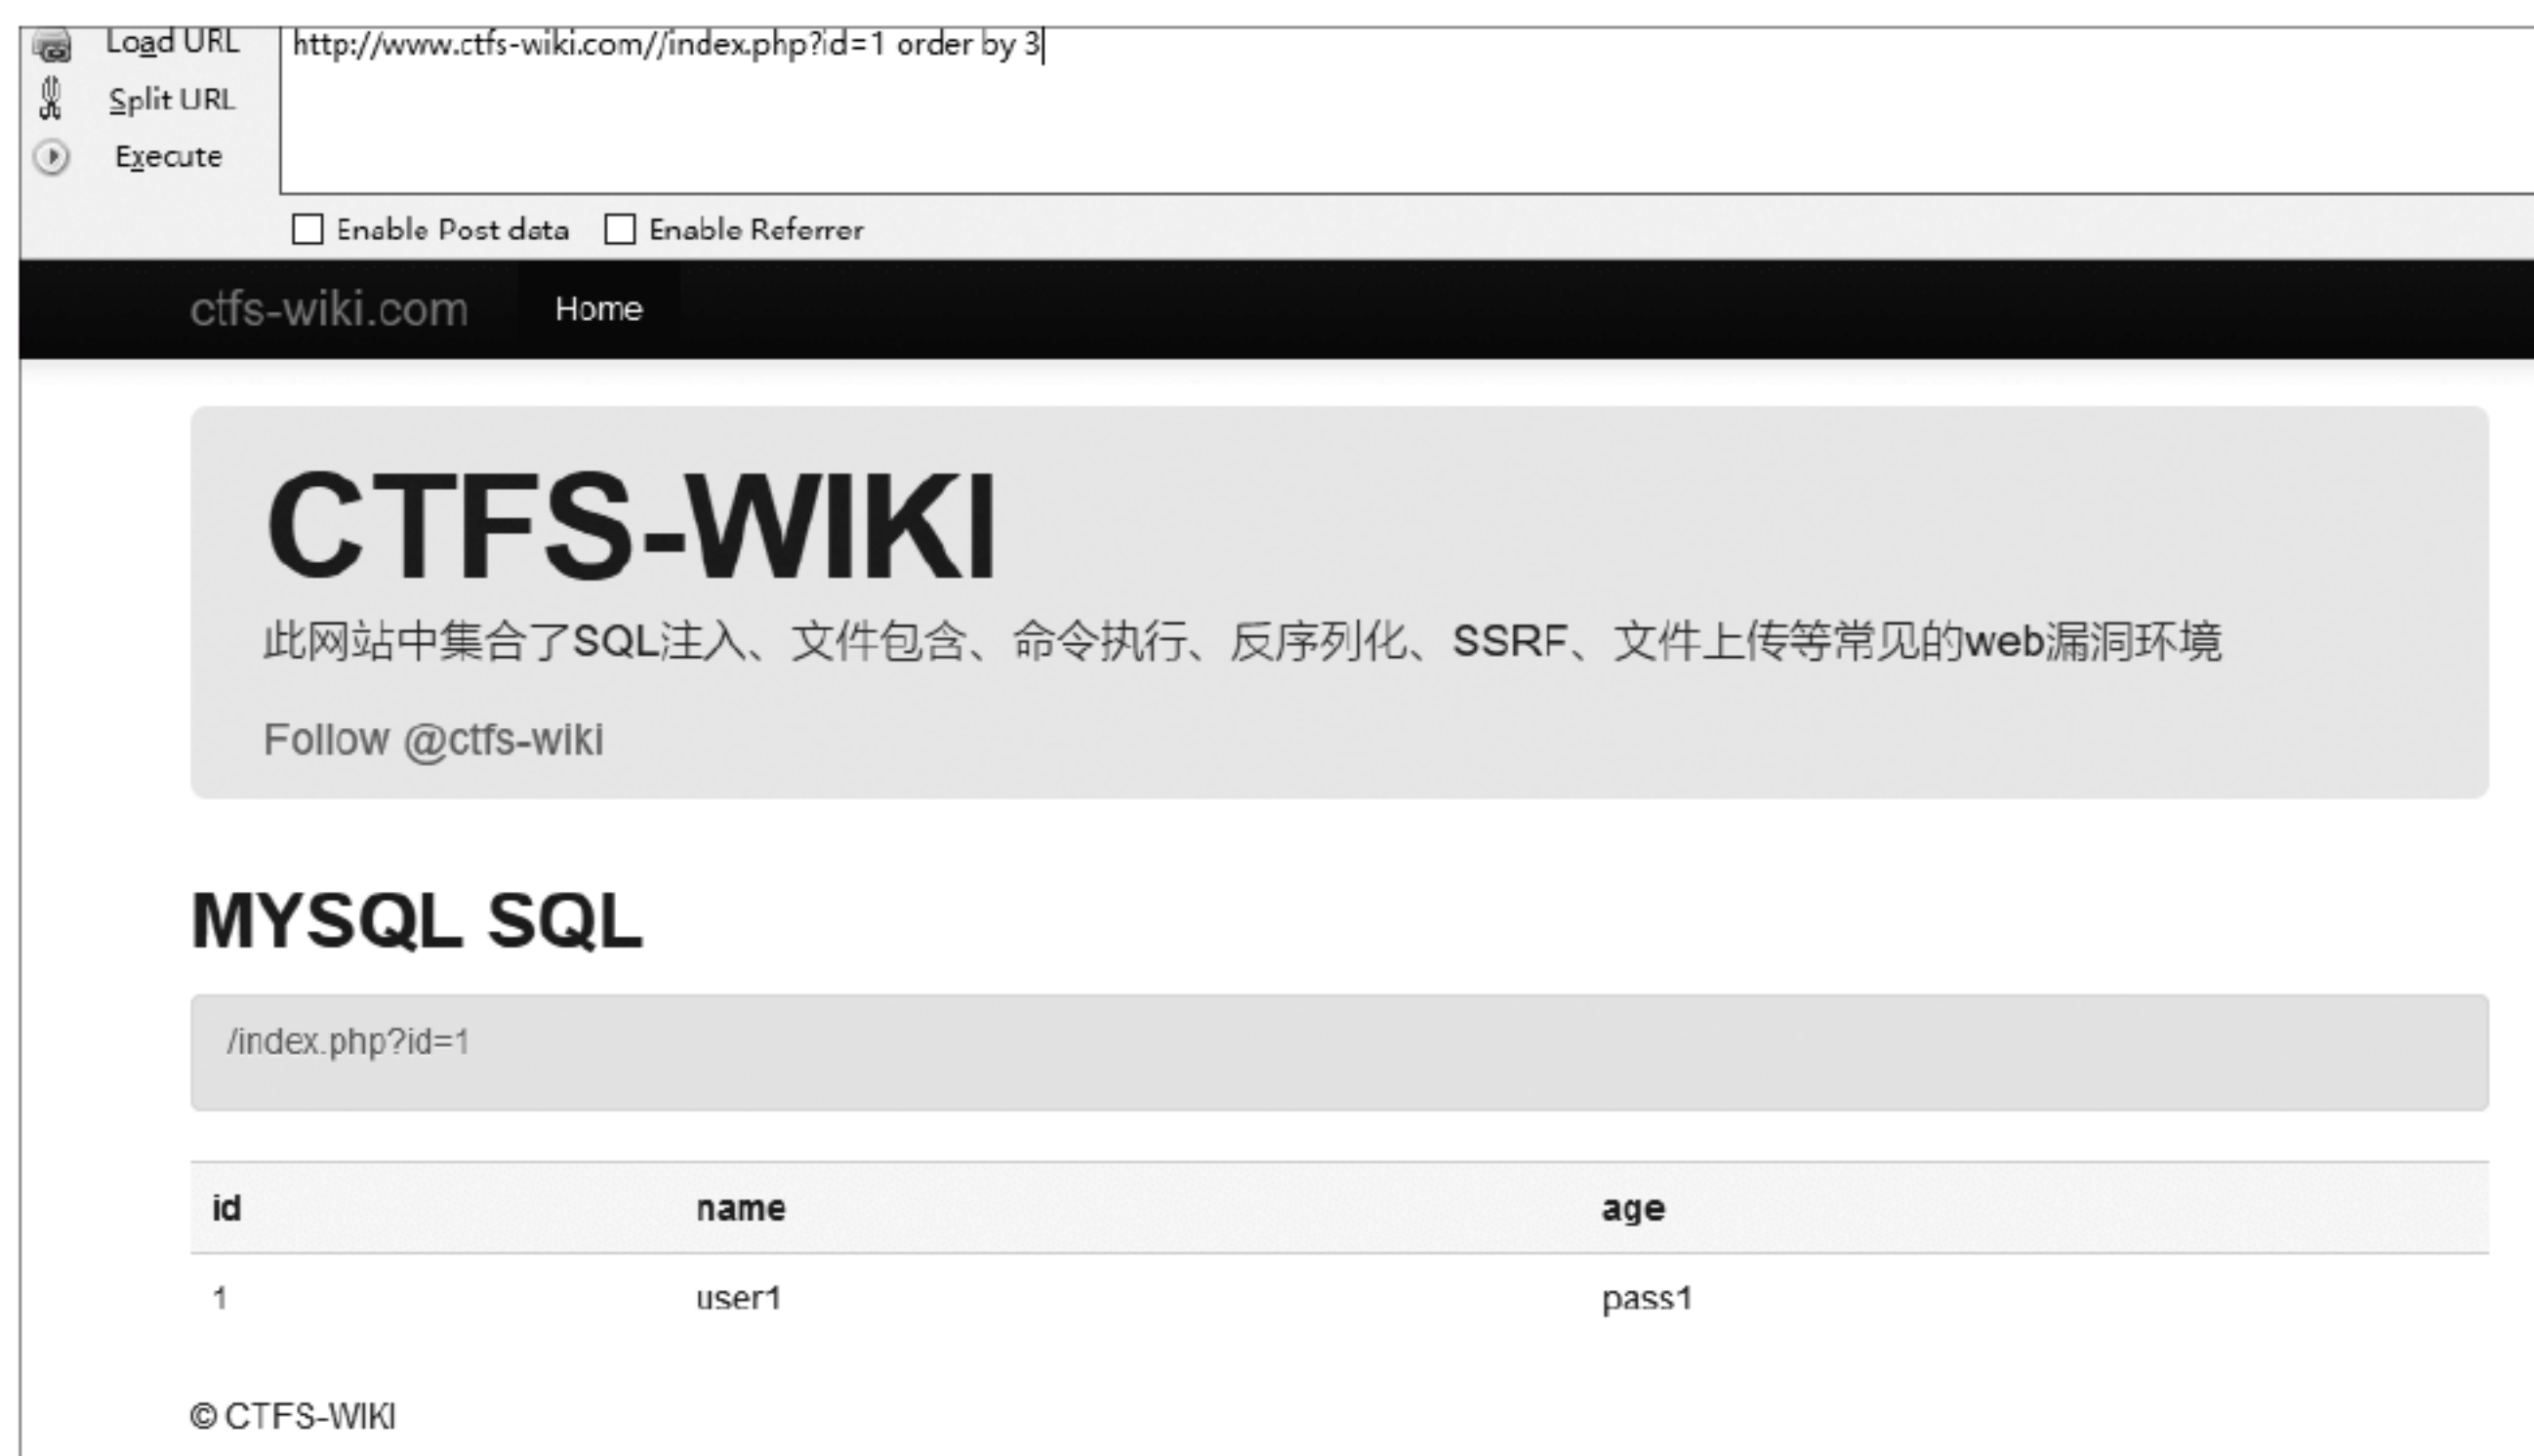 Load URL http://www.ctfs-wiki.com//index.php?id=1 order by 3
Split URL
Execute
Enable Post data Enable Referrer
ctfs-wiki.com Home
CTFS-WIKI
此网站中集合了SQL注入、文件包含、命令执行、反序列化、SSRF、文件上传等常见的web漏洞环境
Follow @ctfs-wiki
MYSQL SQL
/index.php?id=1
id name age
1 user1 pass1
© CTFS-WIKI